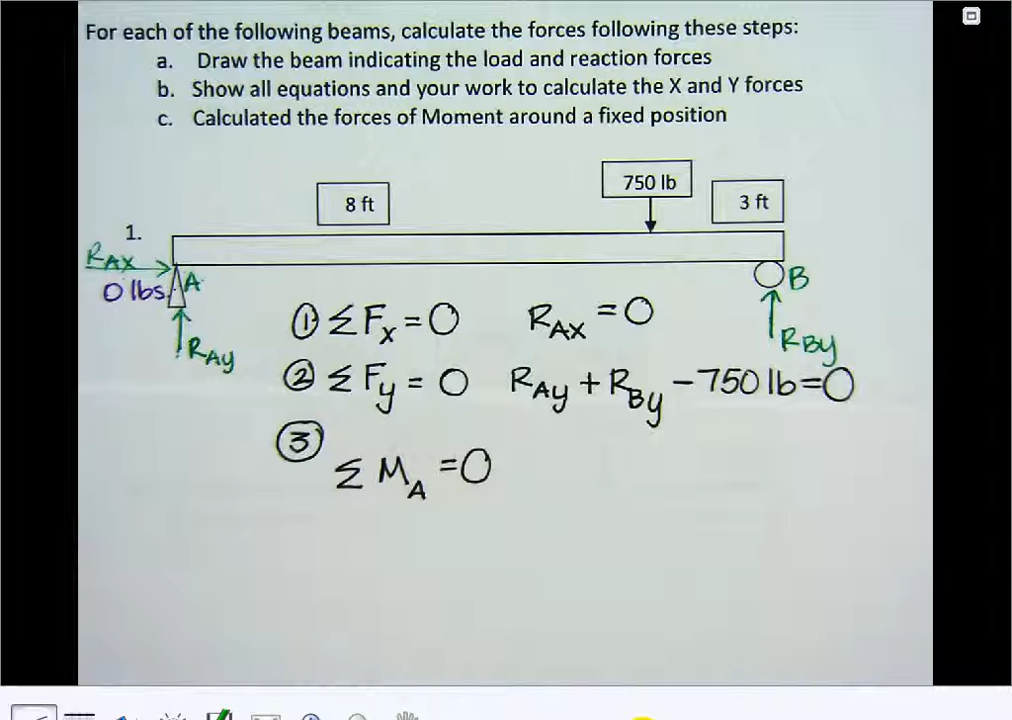 For each of the following beams, calculate the forces following these steps:
a. Draw the beam indicating the load and reaction forces
b. Show all equations and your work to calculate the X and Y forces
c. Calculated the forces of Moment around a fixed position
750 lb
8 ft
3 ft
1.
RAX
A
0 lbs.
B
RAy
RBy
① ΣFx = 0 RAX = 0
② ΣFy = 0 RAy + RBy - 750 lb = 0
③
ΣMA = 0